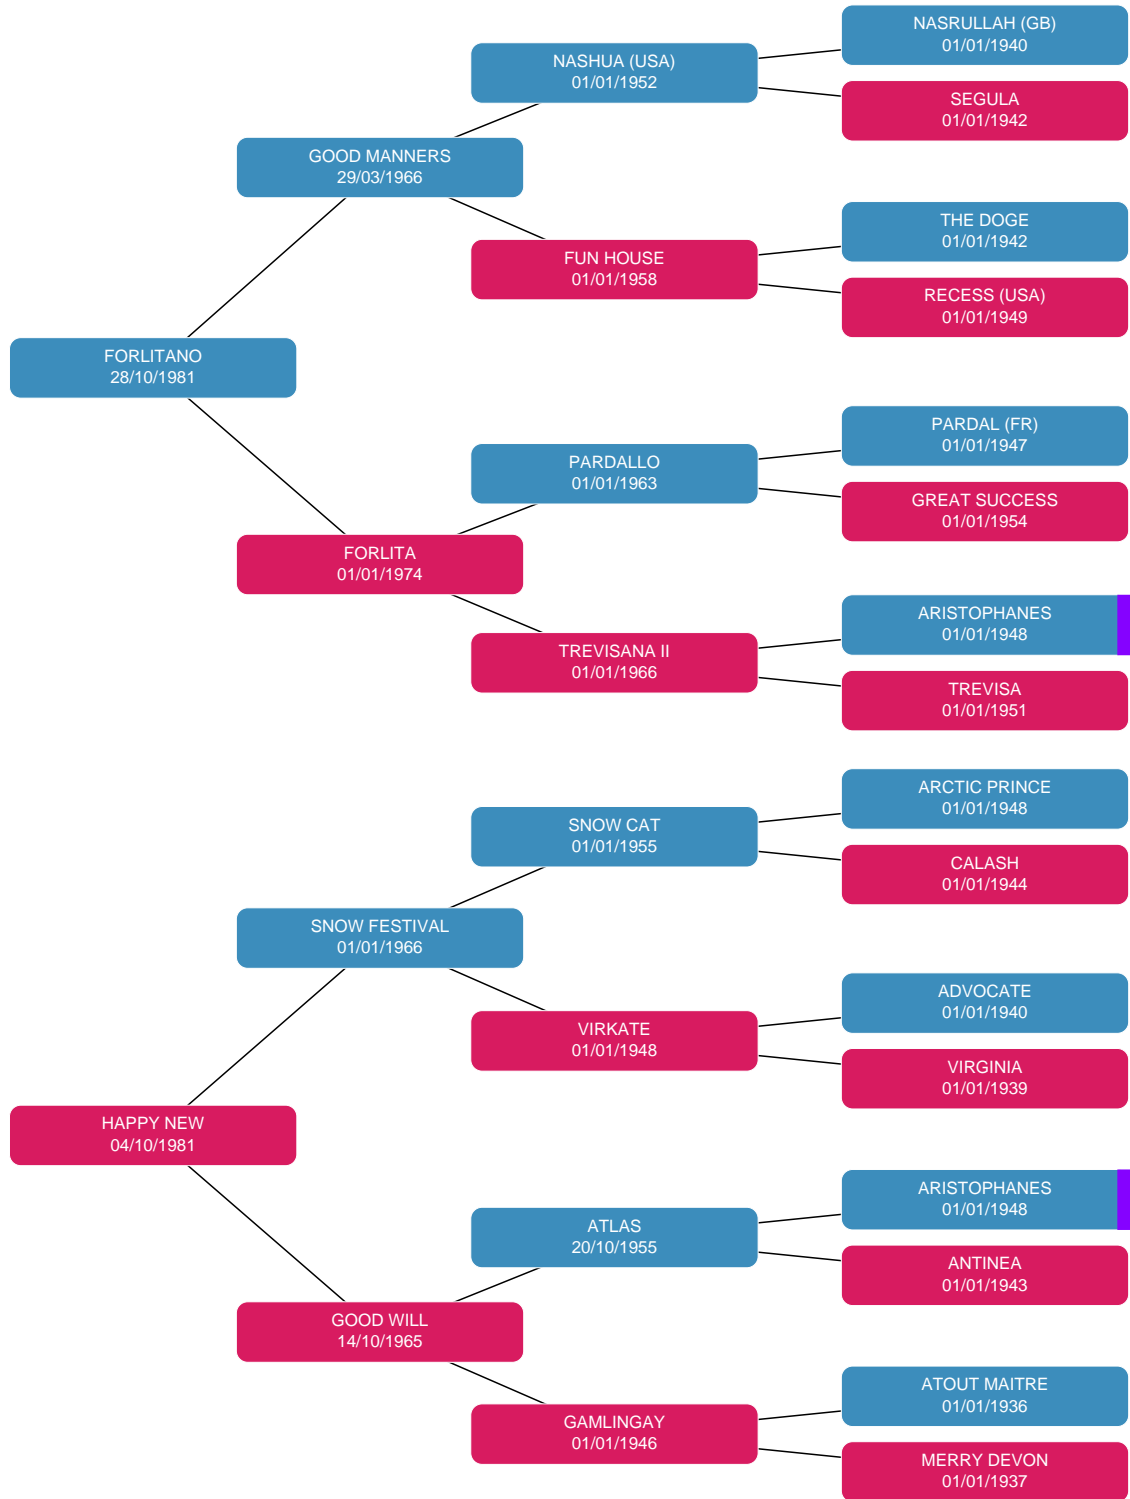 NASRULLAH (GB)
01/01/1940
NASHUA (USA)
01/01/1952
SEGULA
01/01/1942
GOOD MANNERS
29/03/1966
THE DOGE
01/01/1942
FUN HOUSE
01/01/1958
RECESS (USA)
01/01/1949
FORLITANO
28/10/1981
PARDAL (FR)
01/01/1947
PARDALLO
01/01/1963
GREAT SUCCESS
01/01/1954
FORLITA
01/01/1974
ARISTOPHANES
01/01/1948
TREVISANA II
01/01/1966
TREVISA
01/01/1951
ARCTIC PRINCE
01/01/1948
SNOW CAT
01/01/1955
CALASH
01/01/1944
SNOW FESTIVAL
01/01/1966
ADVOCATE
01/01/1940
VIRKATE
01/01/1948
VIRGINIA
01/01/1939
HAPPY NEW
04/10/1981
ARISTOPHANES
01/01/1948
ATLAS
20/10/1955
ANTINEA
01/01/1943
GOOD WILL
14/10/1965
ATOUT MAITRE
01/01/1936
GAMLINGAY
01/01/1946
MERRY DEVON
01/01/1937